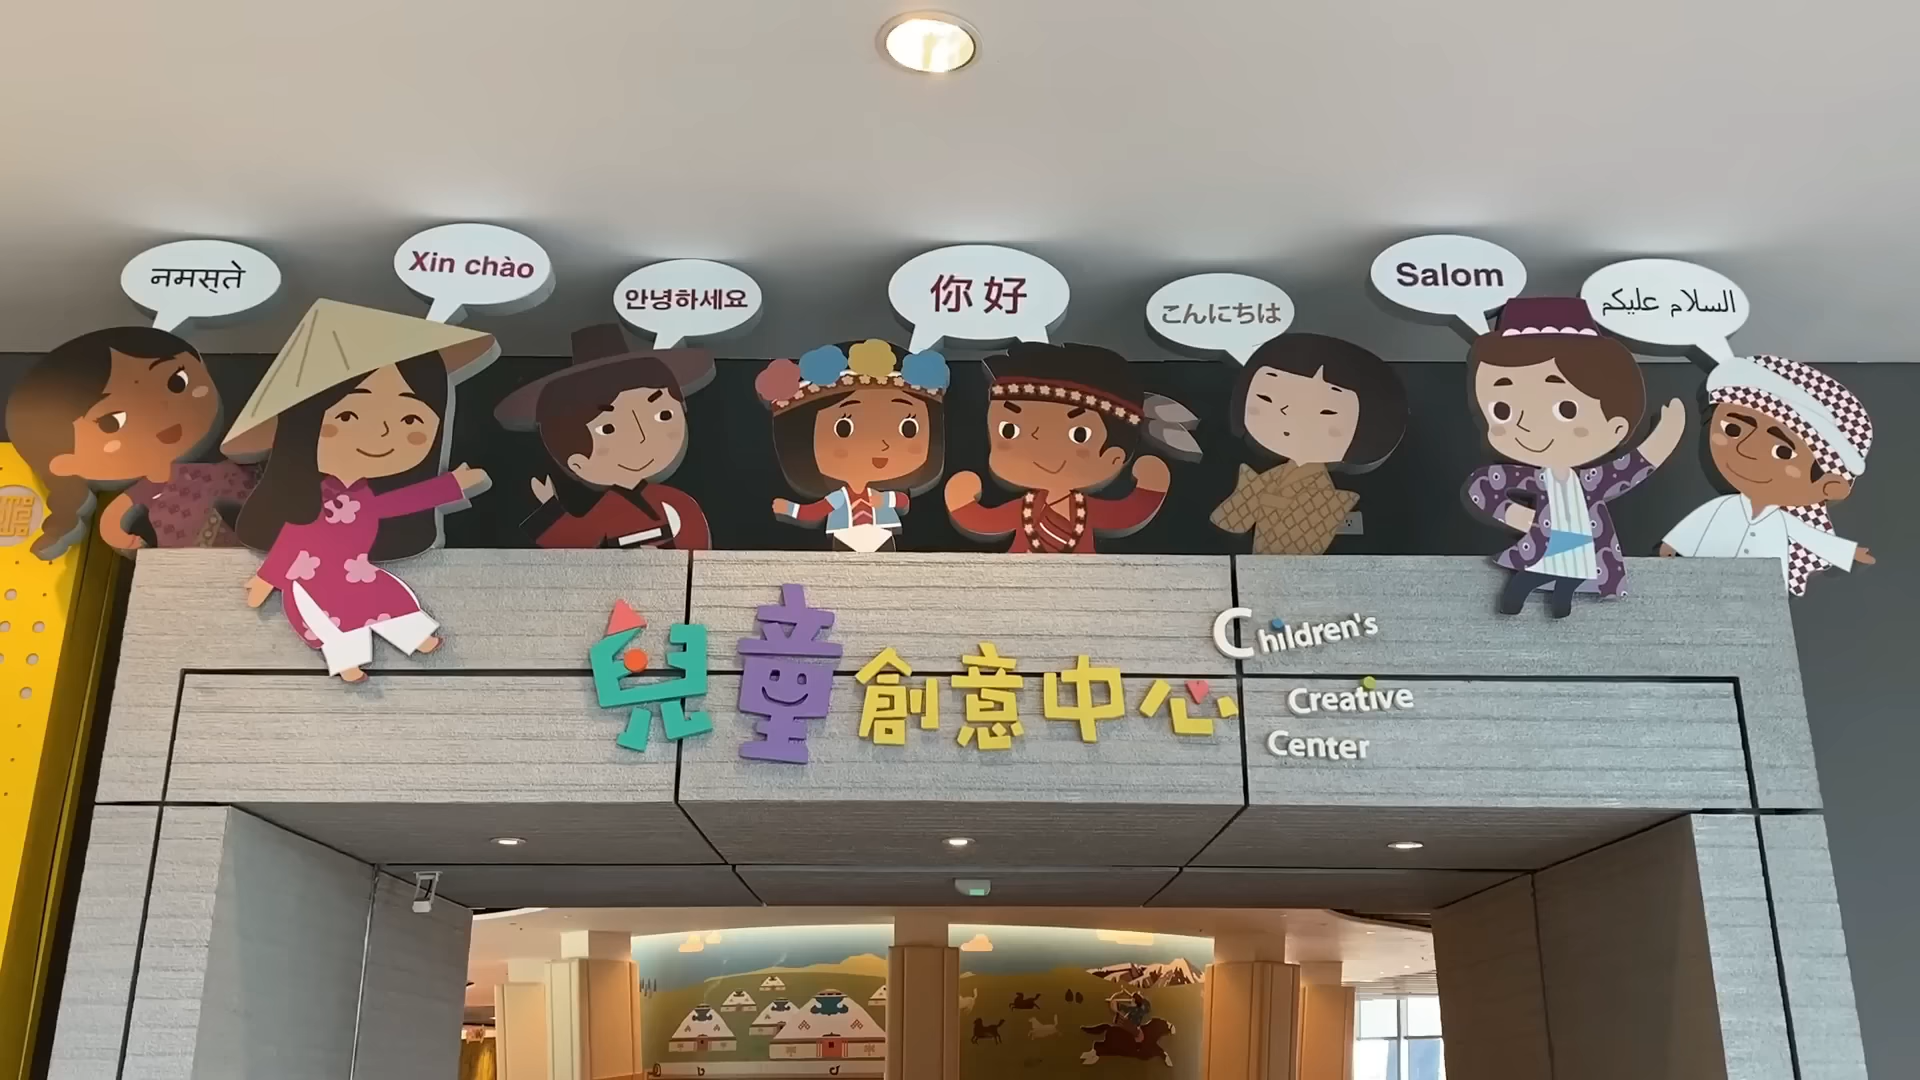 नमस्ते
Xin chào
안녕하세요
你好
こんにちは
Salom
السلام عليكم
兒童創意中心
Children's
Creative
Center